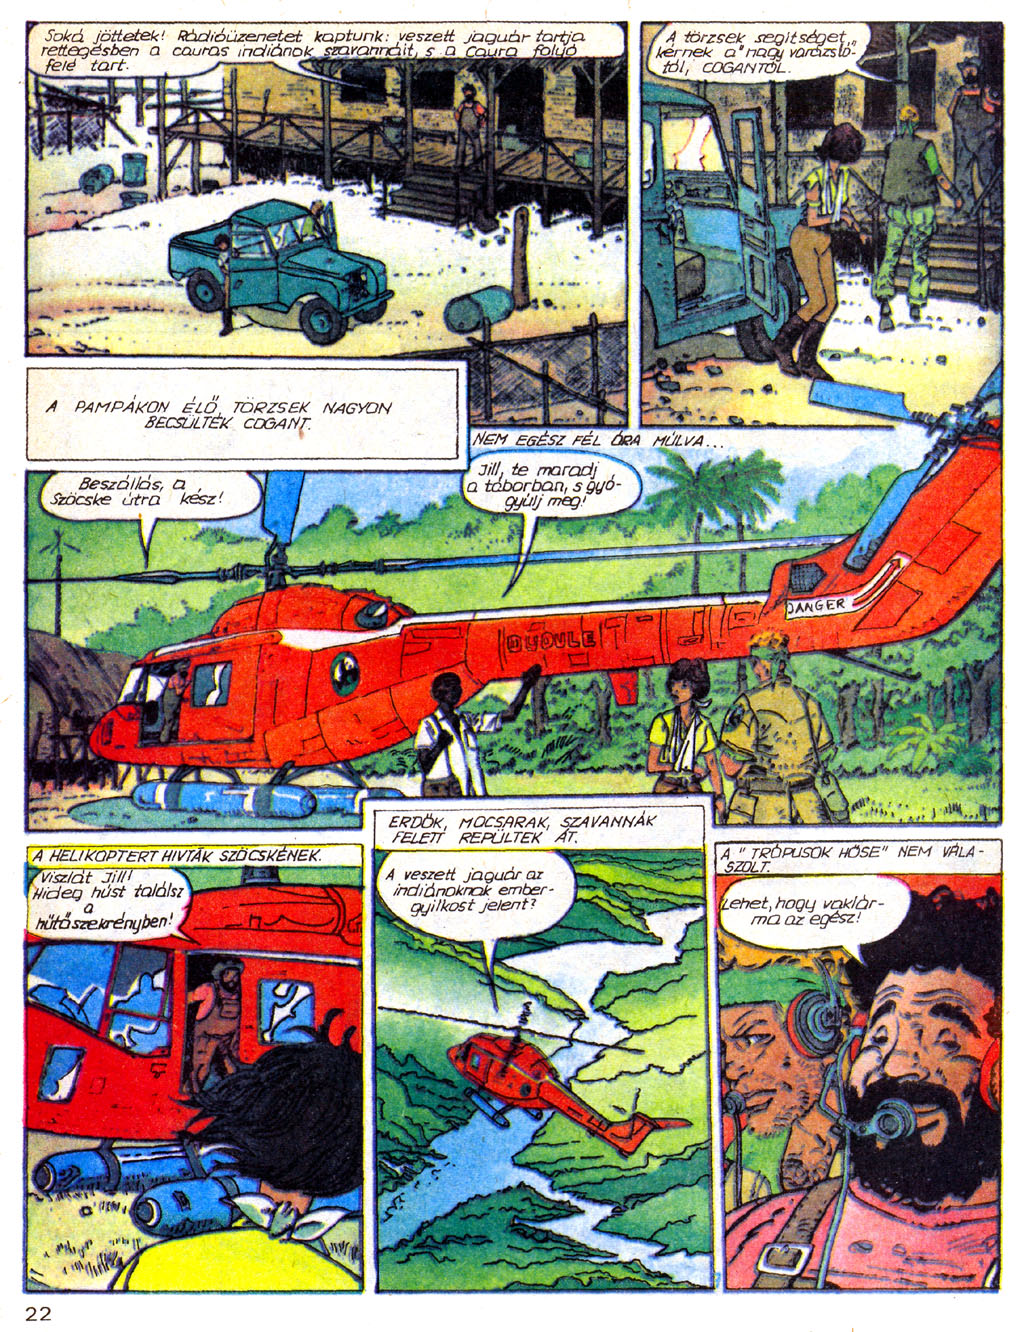 Soká jöttetek! Rádióüzenetet kaptunk: veszett jaguár tartja
rettegésben a cauras indiánok szavannáit, s a Caura folyó
felé tart.
A törzsek segítséget
kérnek a "nagy varázsló-
tól, COGANTÓL.
A PAMPÁKON ÉLŐ TÖRZSEK NAGYON
BECSÜLTÉK COGANT.
NEM EGÉSZ FÉL ÓRA MÚLVA...
Beszállás, a
Szöcske útra kész!
Jill, te maradj
a táborban, s gyó-
gyulj meg!
DANGER
A HELIKOPTERT HIVTÁK SZÖCSKÉNEK.
Viszlát Jill!
Hideg húst találsz
a
hűtőszekrényben!
ERDŐK, MOCSARAK, SZAVANNÁK
FELETT REPÜLTEK ÁT.
A veszett jaguár az
indiánoknak ember-
gyilkost jelent?
A "TRÓPUSOK HŐSE" NEM VÁLA-
SZOLT.
Lehet, hogy vaklár-
ma az egész!
22